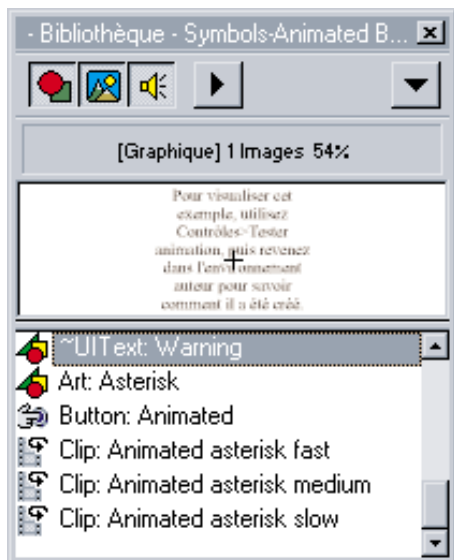 - Bibliothèque - Symbols-Animated B...
[Graphique] 1 Images 54%
Pour visualiser cet
exemple, utilisez
Contrôles>Tester
animation, puis revenez
dans l'environnement
auteur pour savoir
comment il a été créé.
~UIText: Warning
Art: Asterisk
Button: Animated
Clip: Animated asterisk fast
Clip: Animated asterisk medium
Clip: Animated asterisk slow